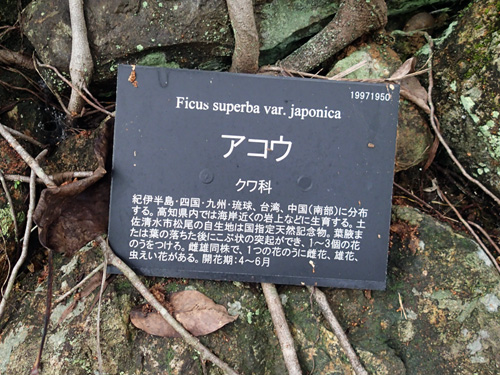 19971950
Ficus superba var. japonica
アコウ
クワ科
紀伊半島・四国・九州・琉球、台湾、中国(南部)に分布
する。高知県内では海岸近くの岩上などに生育する。土
佐清水市松尾の自生地は国指定天然記念物。葉腋ま
たは葉の落ちた後にこぶ状の突起ができ、1～3個の花
のうをつける。雌雄同株で、1つの花のうに雌花、雄花、
虫えい花がある。開花期:4～6月